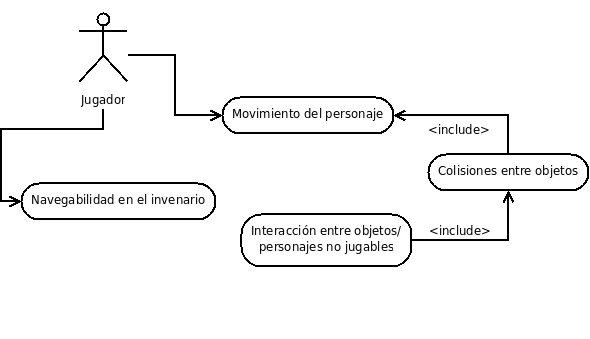 Jugador
Movimiento del personaje
<include>
Colisiones entre objetos
Navegabilidad en el invenario
Interacción entre objetos/
personajes no jugables
<include>